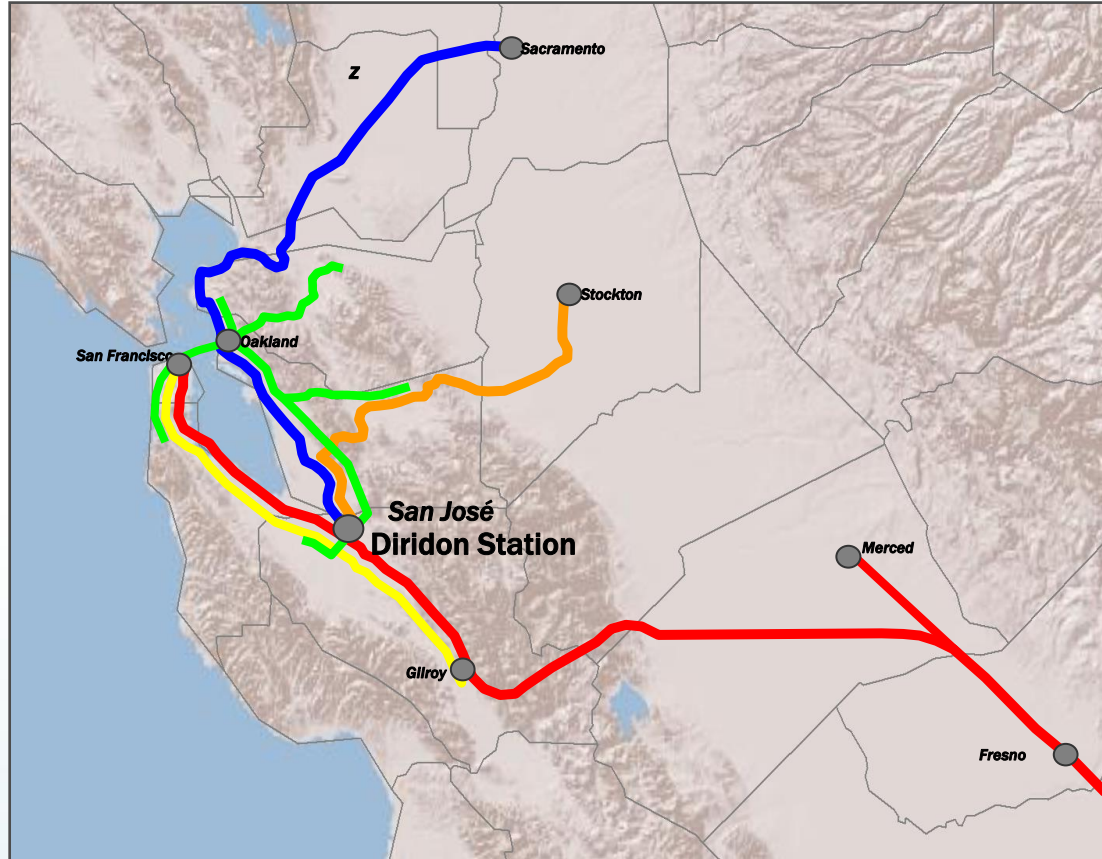 Sacramento
z
Stockton
Oakland
San Francisco
San José
Diridon Station
Merced
Gilroy
Fresno